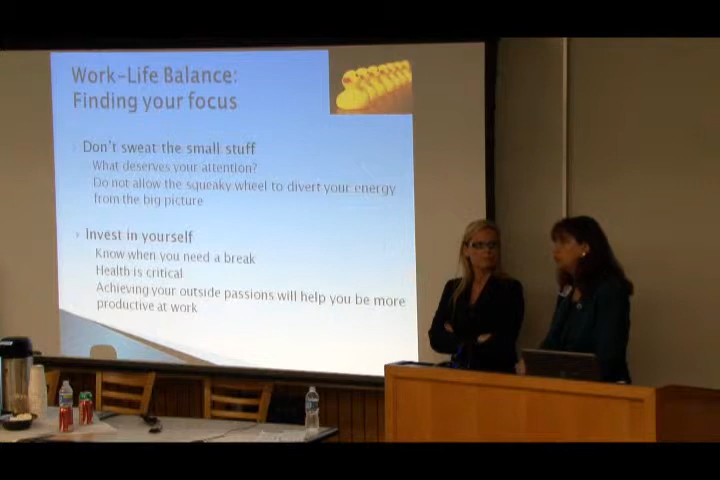 Work-Life Balance:
Finding your focus
Don't sweat the small stuff
What deserves your attention?
Do not allow the squeaky wheel to divert your energy
from the big picture
Invest in yourself
Know when you need a break
Health is critical
Achieving your outside passions will help you be more
productive at work